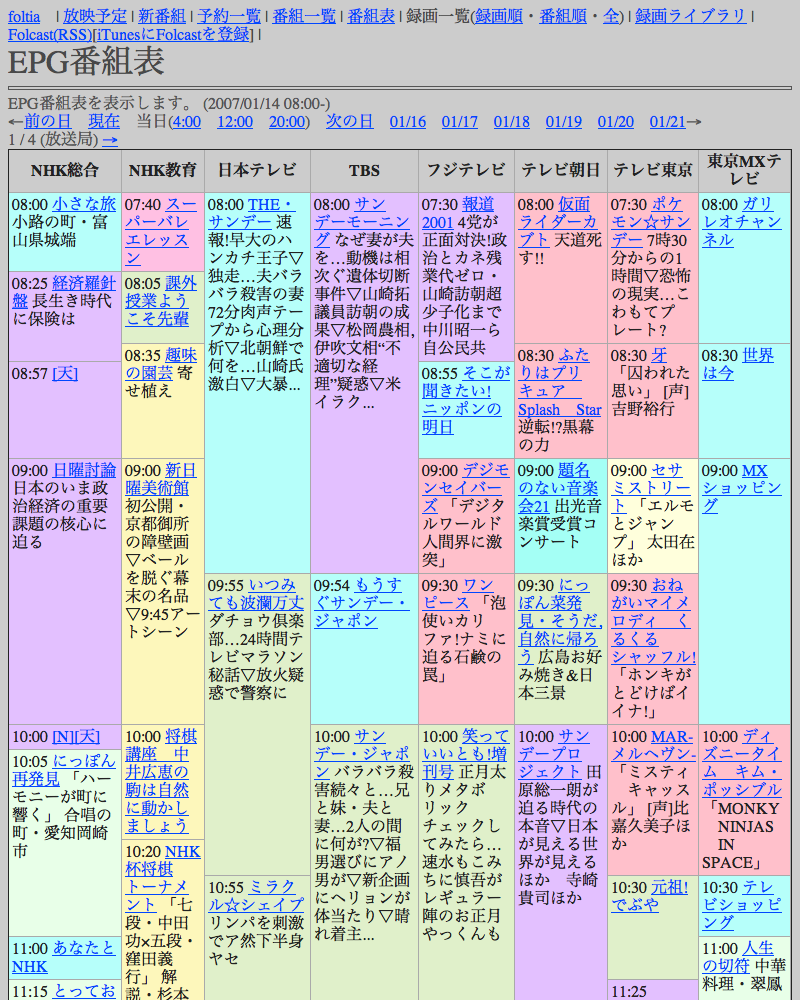 foltia　| 放映予定 | 新番組 | 予約一覧 | 番組一覧 | 番組表 | 録画一覧(録画順・番組順・全) | 録画ライブラリ |
Folcast(RSS)[iTunesにFolcastを登録] |
EPG番組表
EPG番組表を表示します。 (2007/01/14 08:00-)
←前の日　現在　当日(4:00　12:00　20:00)　次の日　01/16　01/17　01/18　01/19　01/20　01/21→
1 / 4 (放送局) →
NHK総合
NHK教育
日本テレビ
TBS
フジテレビ
テレビ朝日
テレビ東京
東京MXテ
レビ
08:00 小さな旅
小路の町・富
山県城端
08:25 経済羅針
盤 長生き時代
に保険は
08:57 [天]
09:00 日曜討論
日本のいま政
治経済の重要
課題の核心に
迫る
10:00 [N][天]
10:05 にっぽん
再発見 「ハー
モニーが町に
響く」 合唱の
町・愛知岡崎
市
11:00 あなたと
NHK
11:15 とってお
07:40 スー
パーバレ
エレッス
ン
08:05 課外
授業よう
こそ先輩
08:35 趣味
の園芸 寄
せ植え
09:00 新日
曜美術館
初公開・
京都御所
の障壁画
▽ベール
を脱ぐ幕
末の名品
▽9:45アー
トシーン
10:00 将棋
講座　中
井広恵の
駒は自然
に動かし
ましょう
10:20 NHK
杯将棋
トーナメ
ント 「七
段・中田
功×五段・
窪田義
行」 解
説・杉本
08:00 THE・
サンデー 速
報!早大のハ
ンカチ王子▽
独走…夫バラ
バラ殺害の妻
72分肉声テー
プから心理分
析▽北朝鮮で
何を…山崎氏
激白▽大暴...
09:55 いつみ
ても波瀾万丈
ダチョウ倶楽
部…24時間テ
レビマラソン
秘話▽放火疑
惑で警察に
10:55 ミラク
ル☆シェイプ
リンパを刺激
でア然下半身
ヤセ
08:00 サン
デーモーニン
グ なぜ妻が夫
を…動機は相
次ぐ遺体切断
事件▽山崎拓
議員訪朝の成
果▽松岡農相,
伊吹文相“不
適切な経
理”疑惑▽米
イラク...
09:54 もうす
ぐサンデー・
ジャポン
10:00 サン
デー・ジャポ
ン バラバラ殺
害続々と…兄
と妹・夫と
妻…2人の間
に何が?▽福
男選びにアノ
男が▽新企画
にヘリョンが
体当たり▽晴
れ着主...
07:30 報道
2001 4党が
正面対決!政
治とカネ残
業代ゼロ・
山崎訪朝超
少子化まで
中川昭一ら
自公民共
08:55 そこが
聞きたい!
ニッポンの
明日
09:00 デジモ
ンセイバー
ズ 「デジタ
ルワールド
人間界に激
突」
09:30 ワン
ピース 「泡
使いカリ
ファ!ナミに
迫る石鹸の
罠」
10:00 笑って
いいとも!増
刊号 正月太
りメタボ
リック
チェックし
てみたら…
速水もこみ
ちに慎吾が
レギュラー
陣のお正月
やっくんも
08:00 仮面
ライダーカ
ブト 天道死
す!!
08:30 ふた
りはプリ
キュア　
Splash　Star
逆転!?黒幕
の力
09:00 題名
のない音楽
会21 出光音
楽賞受賞コ
ンサート
09:30 にっ
ぽん菜発
見・そうだ,
自然に帰ろ
う 広島お好
み焼き&日
本三景
10:00 サン
デープロ
ジェクト 田
原総一朗が
迫る時代の
本音▽日本
が見える世
界が見える
ほか　寺崎
貴司ほか
07:30 ポケ
モン☆サン
デー 7時30
分からの1
時間▽恐怖
の現実…こ
わもてプ
レート?
08:30 牙
「囚われた
思い」 [声]
吉野裕行
09:00 セサ
ミストリー
ト 「エルモ
とジャン
プ」 太田在
ほか
09:30 おね
がいマイメ
ロディ　く
るくる
シャッフル!
「ホンキが
とどけばイ
イナ!」
10:00 MAR-
メルヘヴン-
「ミスティ
ー　キャッス
ル」 [声]比
嘉久美子ほ
か
10:30 元祖!
でぶや
11:25
08:00 ガリ
レオチャン
ネル
08:30 世界
は今
09:00 MX
ショッピン
グ
10:00 ディ
ズニータイ
ム　キム・
ポッシブル
「MONKY
NINJAS
IN
SPACE」
10:30 テレ
ビショッピ
ング
11:00 人生
の切符 中華
料理・翠鳳